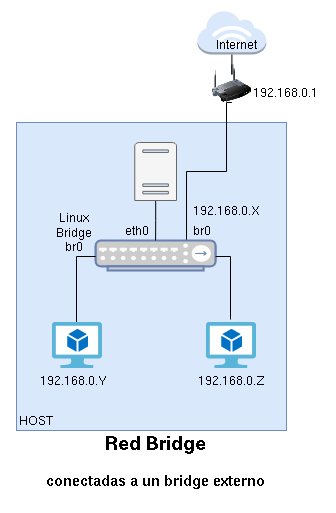 Internet
192.168.0.1
192.168.0.X
Linux
Bridge
br0
eth0
br0
192.168.0.Y
192.168.0.Z
HOST
Red Bridge
conectadas a un bridge externo